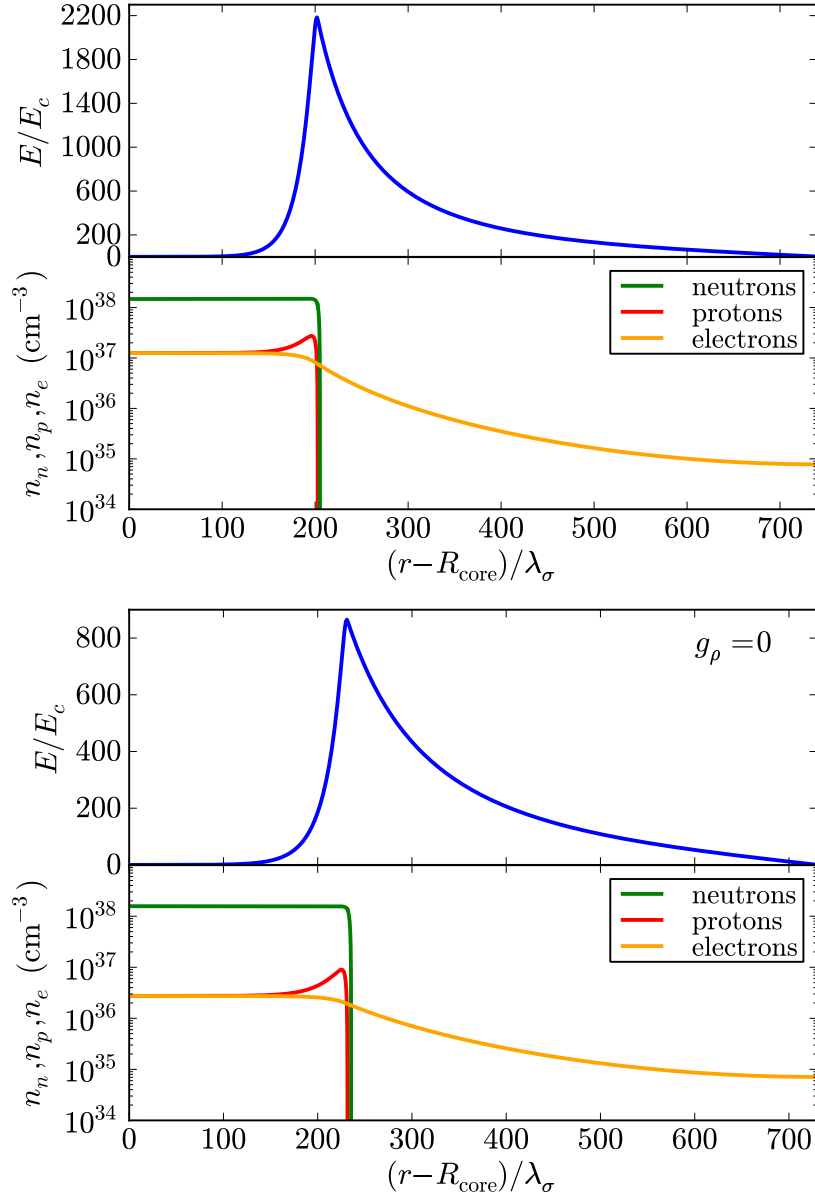 2200
1800
1400
1000
600
200
0
E/E_c
neutrons
protons
electrons
10^38
10^37
10^36
10^35
10^34
n_n, n_p, n_e (cm^−3)
0 100 200 300 400 500 600 700
(r−R_core)/λ_σ
g_ρ=0
800
600
400
200
0
E/E_c
neutrons
protons
electrons
10^38
10^37
10^36
10^35
10^34
n_n, n_p, n_e (cm^−3)
0 100 200 300 400 500 600 700
(r−R_core)/λ_σ